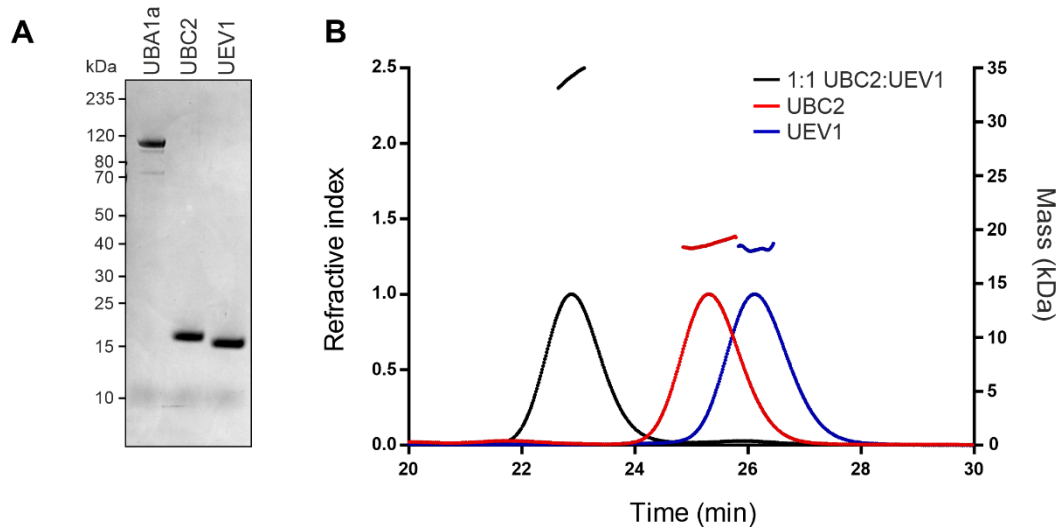 A
UBA1a
UBC2
UEV1
kDa
235
120
80
70
50
40
30
25
15
10
B
1:1 UBC2:UEV1
UBC2
UEV1
Refractive index
2.5
2.0
1.5
1.0
0.5
0.0
Mass (kDa)
35
30
25
20
15
10
5
0
20 22 24 26 28 30
Time (min)